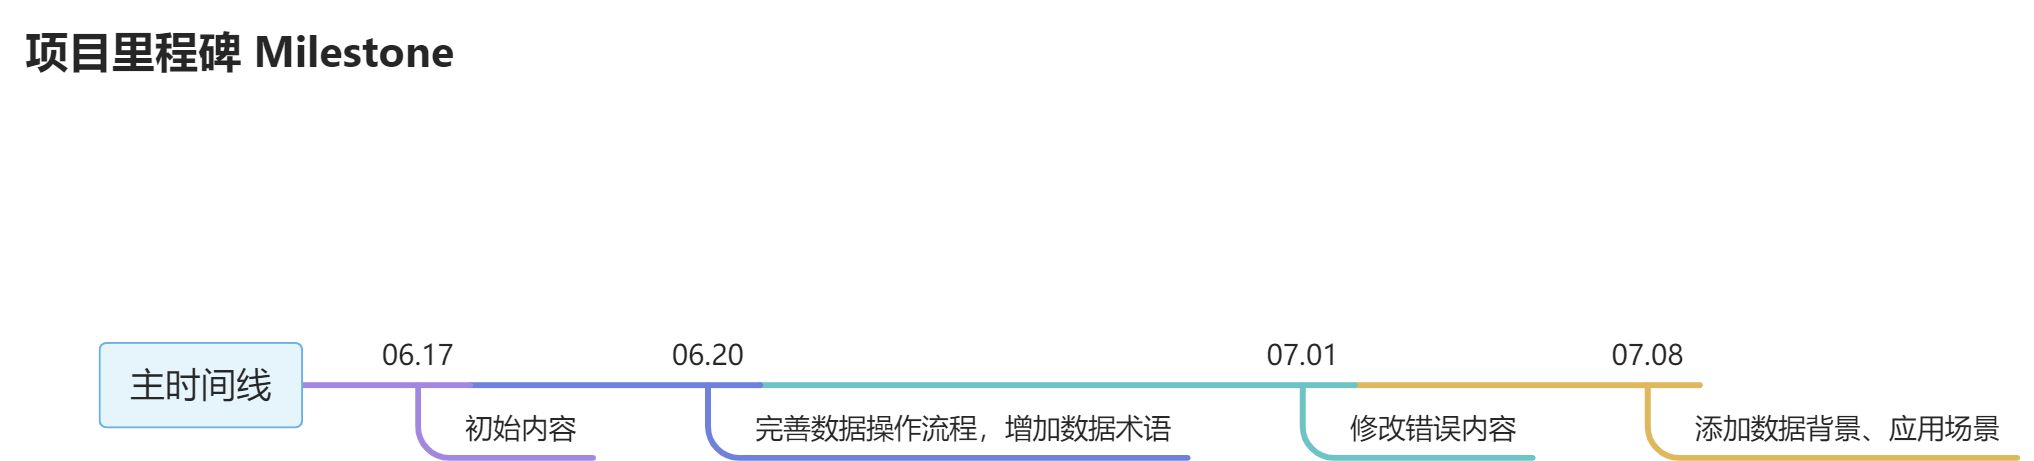 项目里程碑 Milestone
主时间线
06.17
初始内容
06.20
完善数据操作流程，增加数据术语
07.01
修改错误内容
07.08
添加数据背景、应用场景